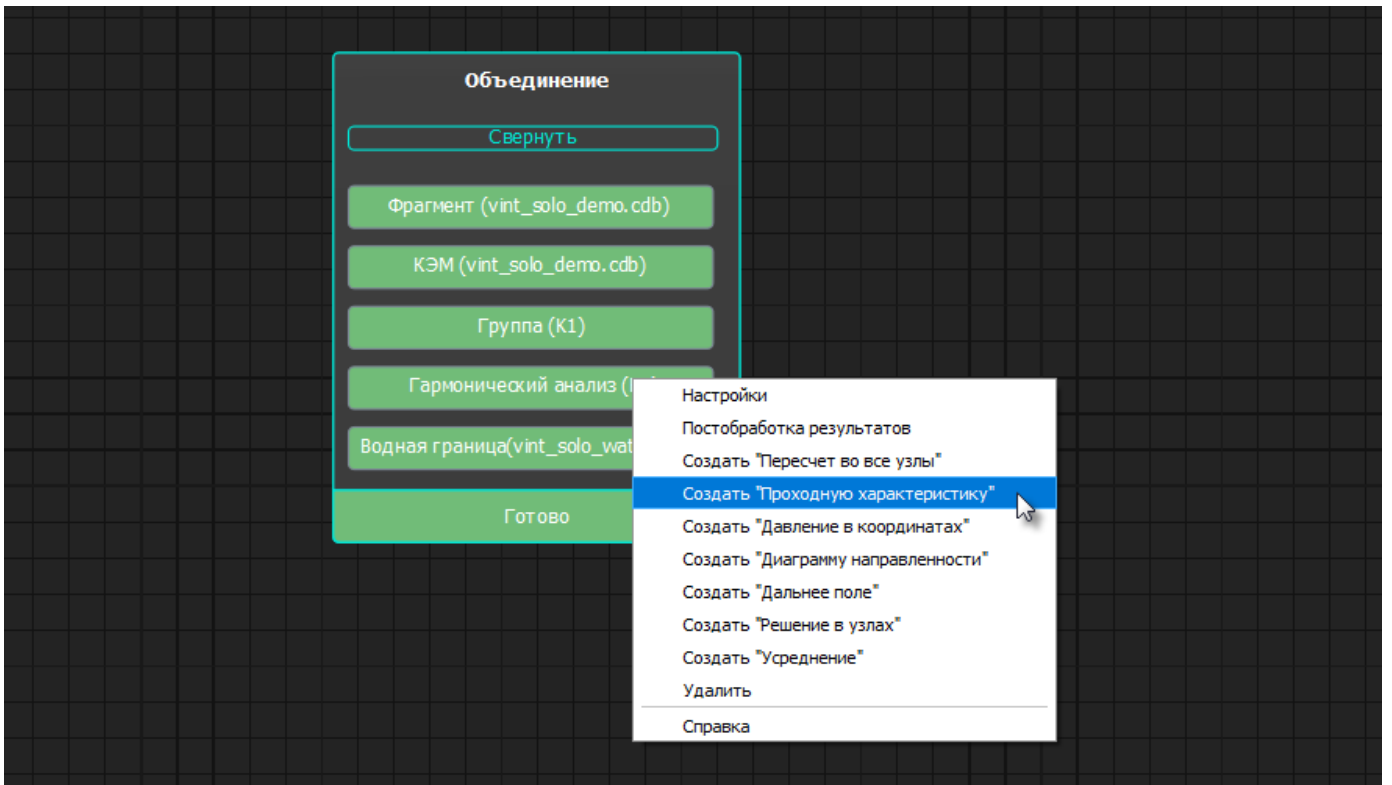 Объединение
Свернуть
Фрагмент (vint_solo_demo.cdb)
КЭМ (vint_solo_demo.cdb)
Группа (К1)
Гармонический анализ (
Водная граница(vint_solo_wat
Готово
Настройки
Постобработка результатов
Создать "Пересчет во все узлы"
Создать "Проходную характеристику"
Создать "Давление в координатах"
Создать "Диаграмму направленности"
Создать "Дальнее поле"
Создать "Решение в узлах"
Создать "Усреднение"
Удалить
Справка